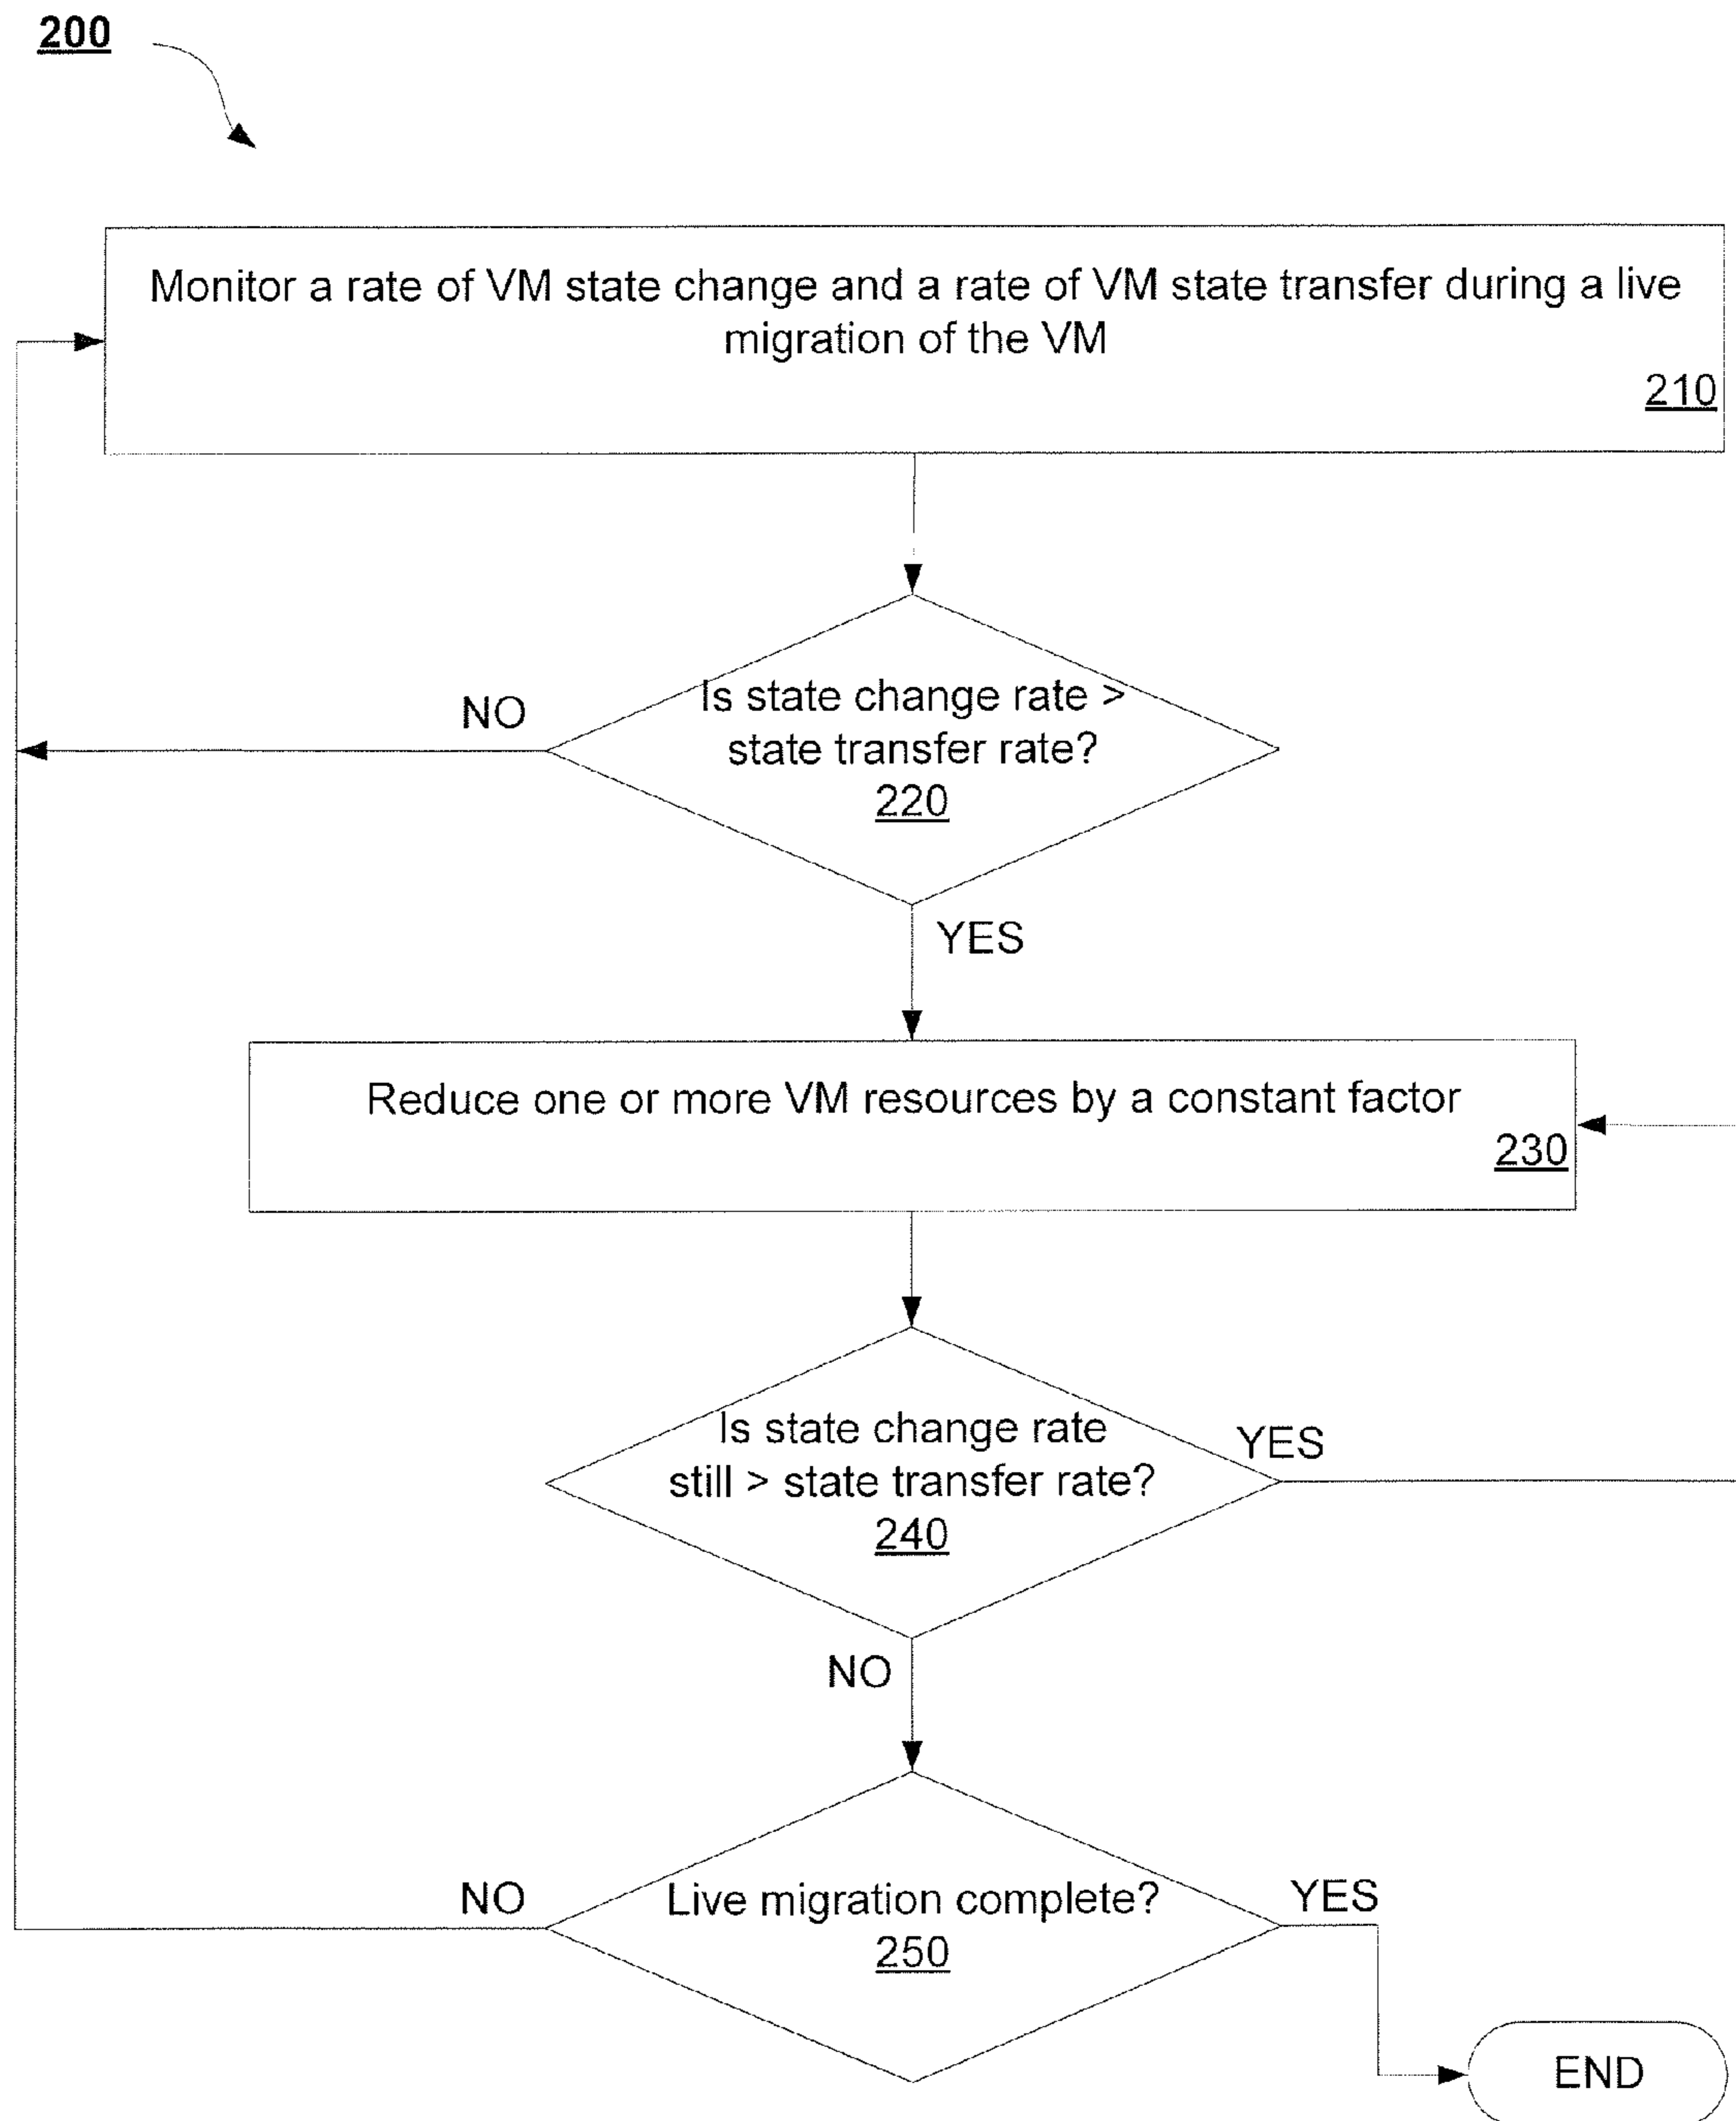 200
Monitor a rate of VM state change and a rate of VM state transfer during a live
migration of the VM
210
Is state change rate >
state transfer rate?
220
NO
YES
Reduce one or more VM resources by a constant factor
230
Is state change rate
still > state transfer rate?
240
YES
NO
Live migration complete?
250
NO
YES
END